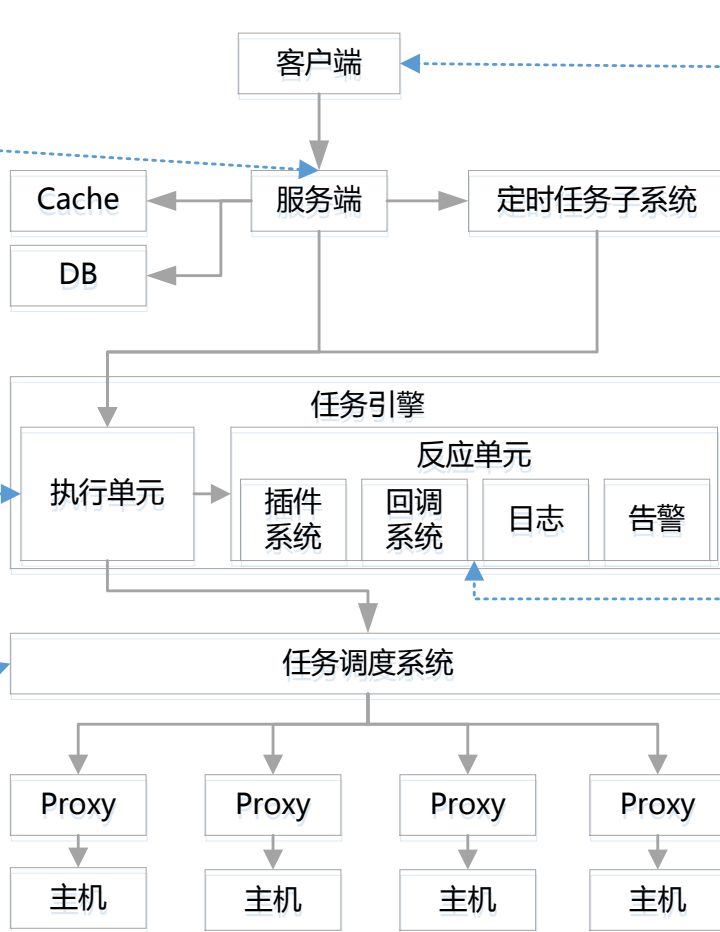 客户端
Cache
服务端
定时任务子系统
DB
任务引擎
执行单元
反应单元
插件
系统
回调
系统
日志
告警
任务调度系统
Proxy
Proxy
Proxy
Proxy
主机
主机
主机
主机